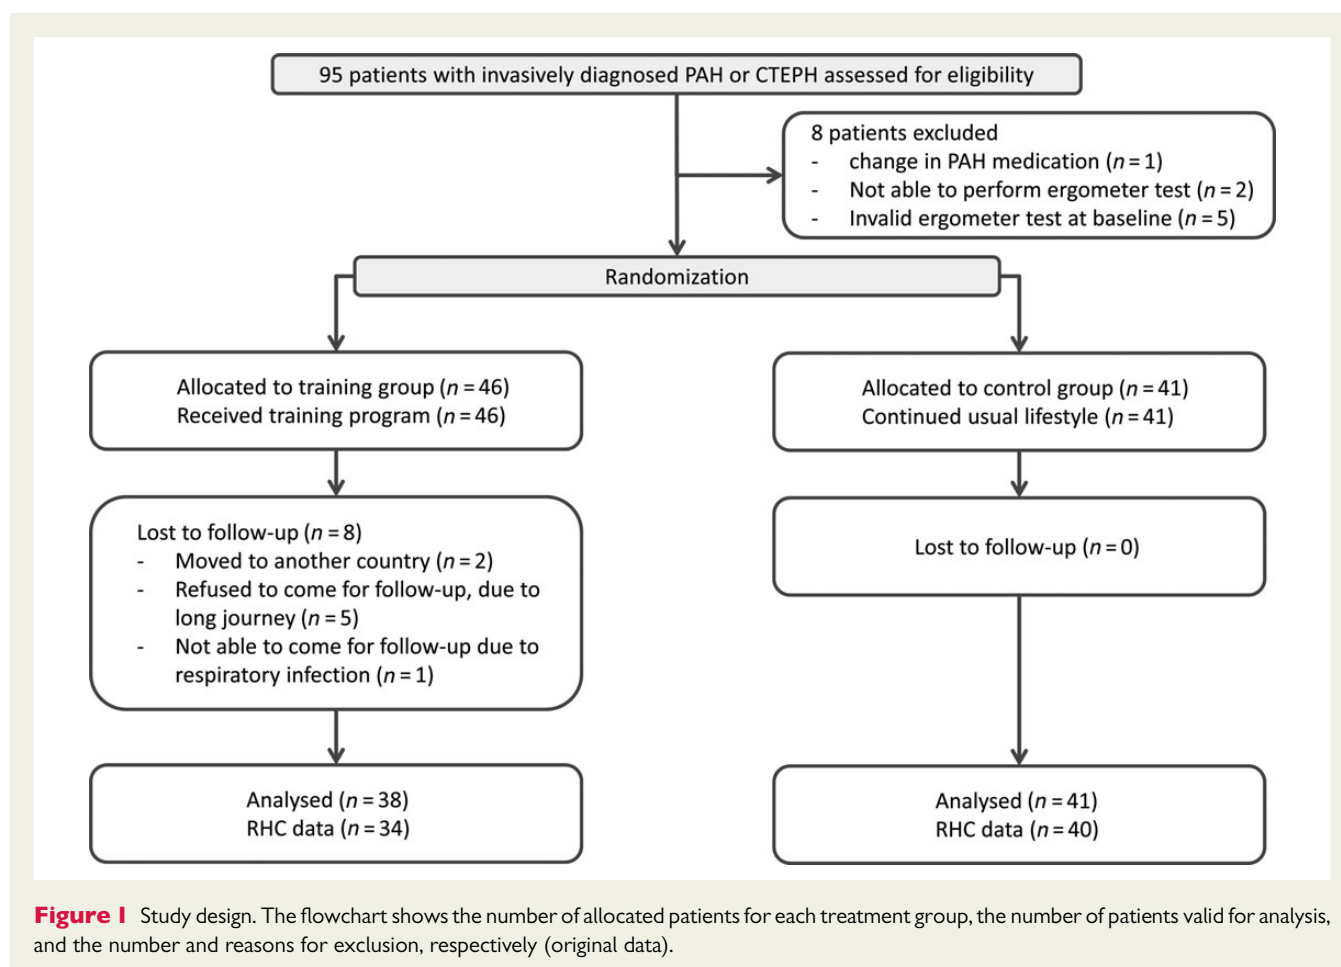 95 patients with invasively diagnosed PAH or CTEPH assessed for eligibility
8 patients excluded
- change in PAH medication (n = 1)
- Not able to perform ergometer test (n = 2)
- Invalid ergometer test at baseline (n = 5)
Randomization
Allocated to training group (n = 46)
Received training program (n = 46)
Allocated to control group (n = 41)
Continued usual lifestyle (n = 41)
Lost to follow-up (n = 8)
- Moved to another country (n = 2)
- Refused to come for follow-up, due to
long journey (n = 5)
- Not able to come for follow-up due to
respiratory infection (n = 1)
Lost to follow-up (n = 0)
Analysed (n = 38)
RHC data (n = 34)
Analysed (n = 41)
RHC data (n = 40)
Figure 1 Study design. The flowchart shows the number of allocated patients for each treatment group, the number of patients valid for analysis,
and the number and reasons for exclusion, respectively (original data).